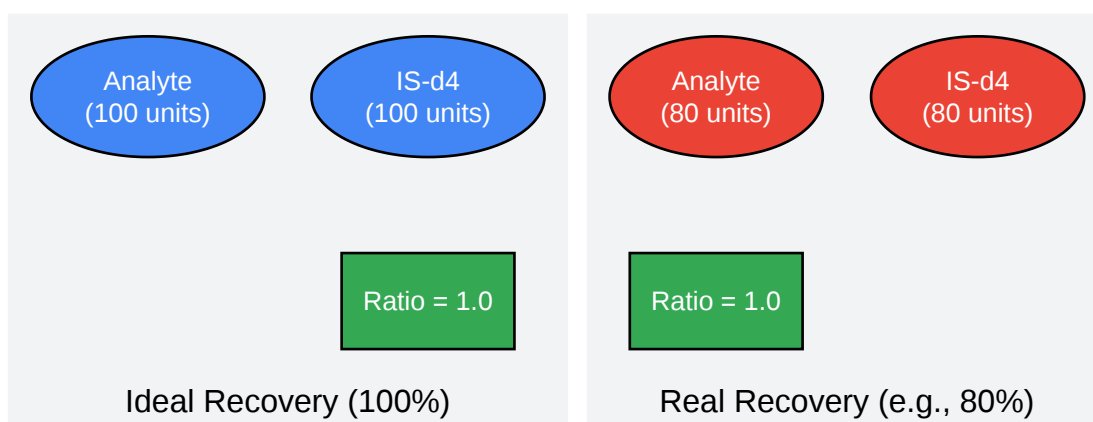 Analyte
(100 units)
IS-d4
(100 units)
Ratio = 1.0
Ideal Recovery (100%)
Analyte
(80 units)
IS-d4
(80 units)
Ratio = 1.0
Real Recovery (e.g., 80%)